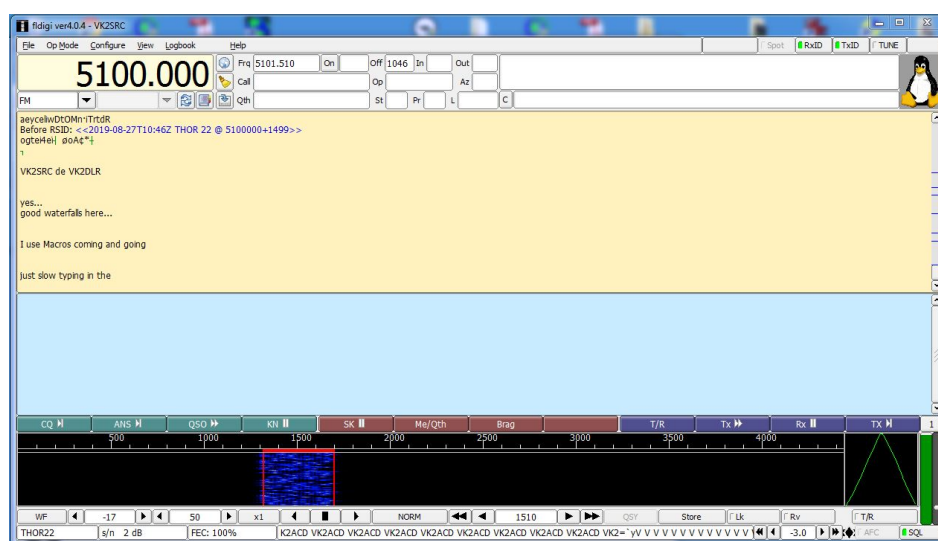 fldigi ver4.0.4 - VK2SRC
File Op Mode Configure View Logbook Help
Spot RxID TxID TUNE
5100.000 Frq 5101.510 On Off 1046 In Out
Call Op Az
FM Qth St Pr L C
Before RSID: <<2019-08-27T10:46Z THOR 22 @ 5100000+1499>>
VK2SRC de VK2DLR
yes...
good waterfalls here...
I use Macros coming and going
just slow typing in the
CQ ANS QSO KN SK Me/Qth Brag T/R Tx Rx TX 1
500 1000 1500 2000 2500 3000 3500 4000
WF -17 50 x1 NORM 1510 QSY Store Lk Rv T/R
THOR22 s/n 2 dB FEC: 100% K2ACD VK2ACD VK2ACD VK2ACD VK2ACD VK2ACD VK2ACD VK2ACD VK2=`yV V V V V V V V V V V V V V -3.0 AFC SQL